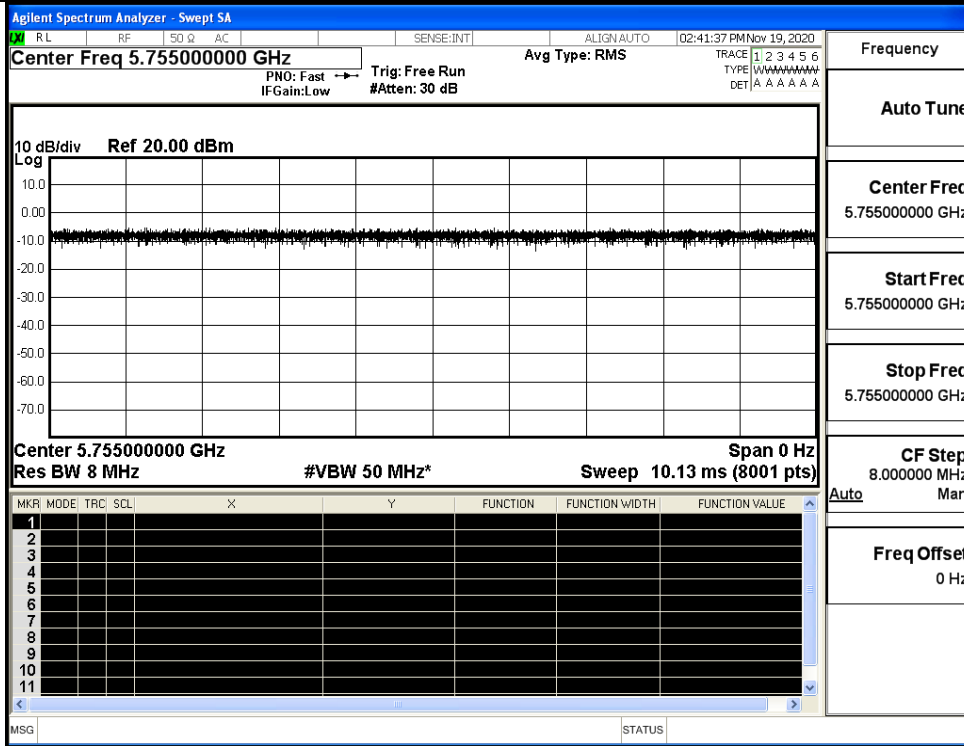 Agilent Spectrum Analyzer - Swept SA
LXI RL RF 50 Ω AC SENSE:INT ALIGN AUTO 02:41:37 PM Nov 19, 2020
Center Freq 5.755000000 GHz
PNO: Fast
IFGain:Low
Trig: Free Run
#Atten: 30 dB
Avg Type: RMS
TRACE 1 2 3 4 5 6
TYPE WWWWWW
DET A A A A A A
10 dB/div Ref 20.00 dBm
Log
10.0
0.00
-10.0
-20.0
-30.0
-40.0
-50.0
-60.0
-70.0
Center 5.755000000 GHz Span 0 Hz
Res BW 8 MHz #VBW 50 MHz* Sweep 10.13 ms (8001 pts)
MKR MODE TRC SCL X Y FUNCTION FUNCTION WIDTH FUNCTION VALUE
1
2
3
4
5
6
7
8
9
10
11
MSG STATUS
Frequency
Auto Tune
Center Freq
5.755000000 GHz
Start Freq
5.755000000 GHz
Stop Freq
5.755000000 GHz
CF Step
8.000000 MHz
Auto Man
Freq Offset
0 Hz